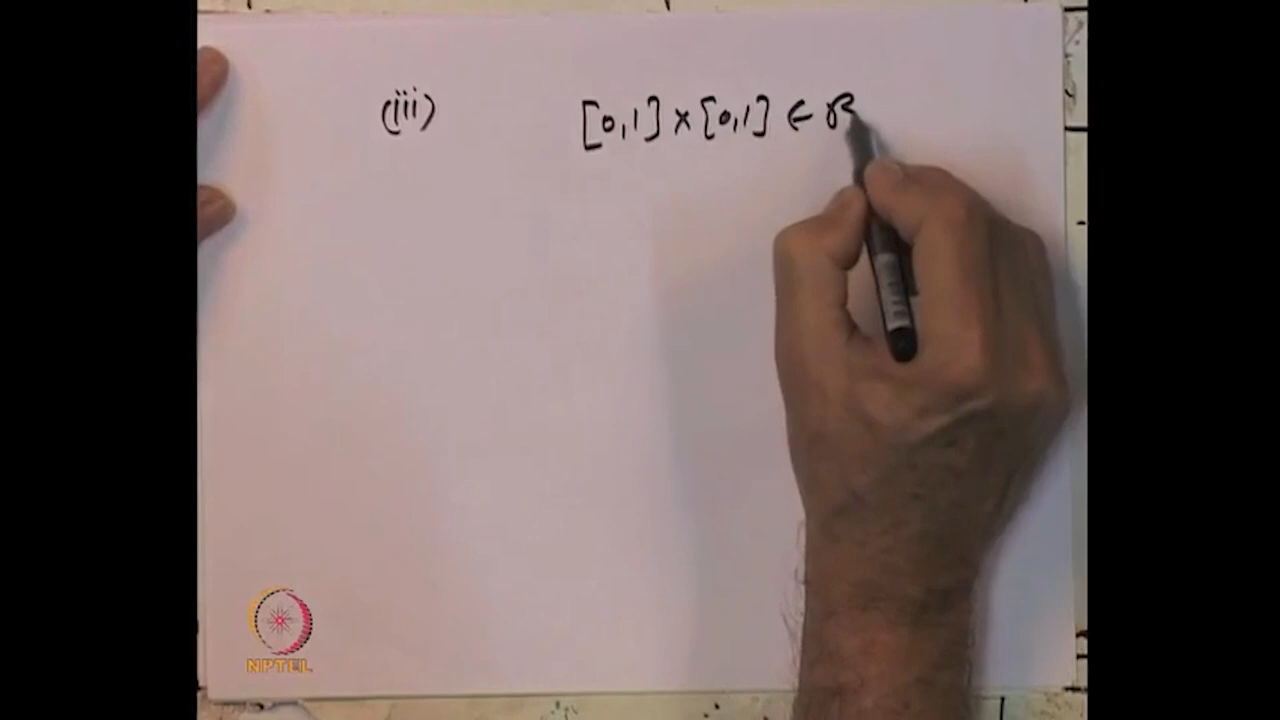 (iii) [0,1] × [0,1] ∈ B
NPTEL